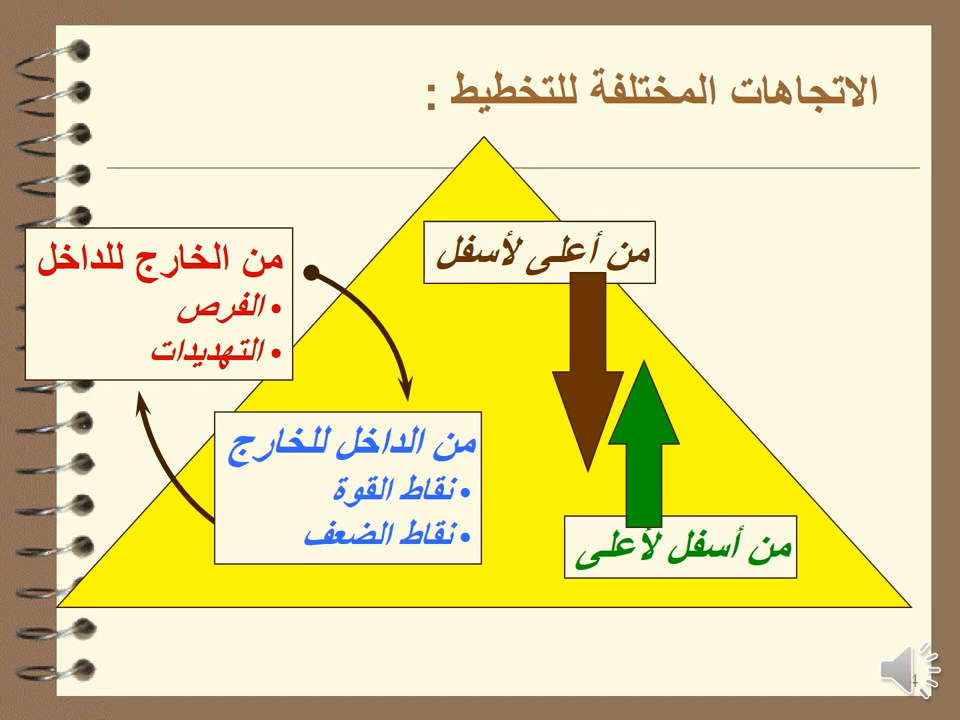 الاتجاهات المختلفة للتخطيط :
من أعلى لأسفل
من الخارج للداخل
• الفرص
• التهديدات
من الداخل للخارج
• نقاط القوة
• نقاط الضعف
من أسفل لأعلى
4